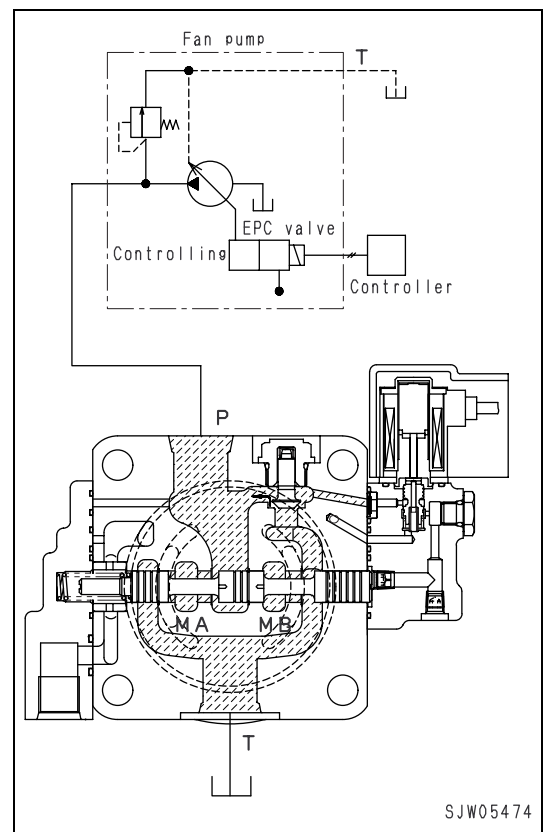 Fan pump
T
EPC valve
Controlling
Controller
P
MA
MB
T
SJW05474